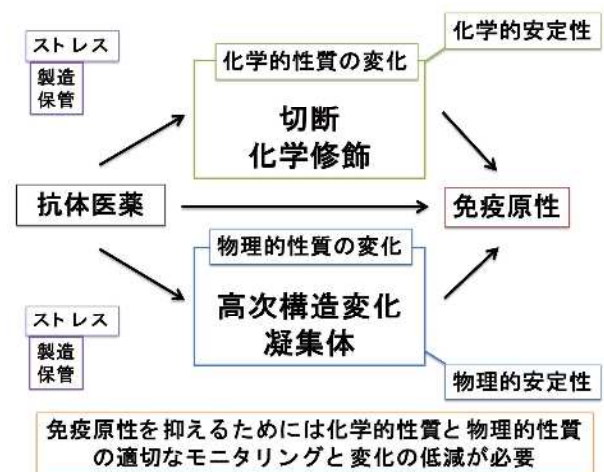 化学的安定性
ストレス
製造
保管
化学的性質の変化
切断
化学修飾
抗体医薬
免疫原性
物理的性質の変化
高次構造変化
凝集体
ストレス
製造
保管
物理的安定性
免疫原性を抑えるためには化学的性質と物理的性質
の適切なモニタリングと変化の低減が必要